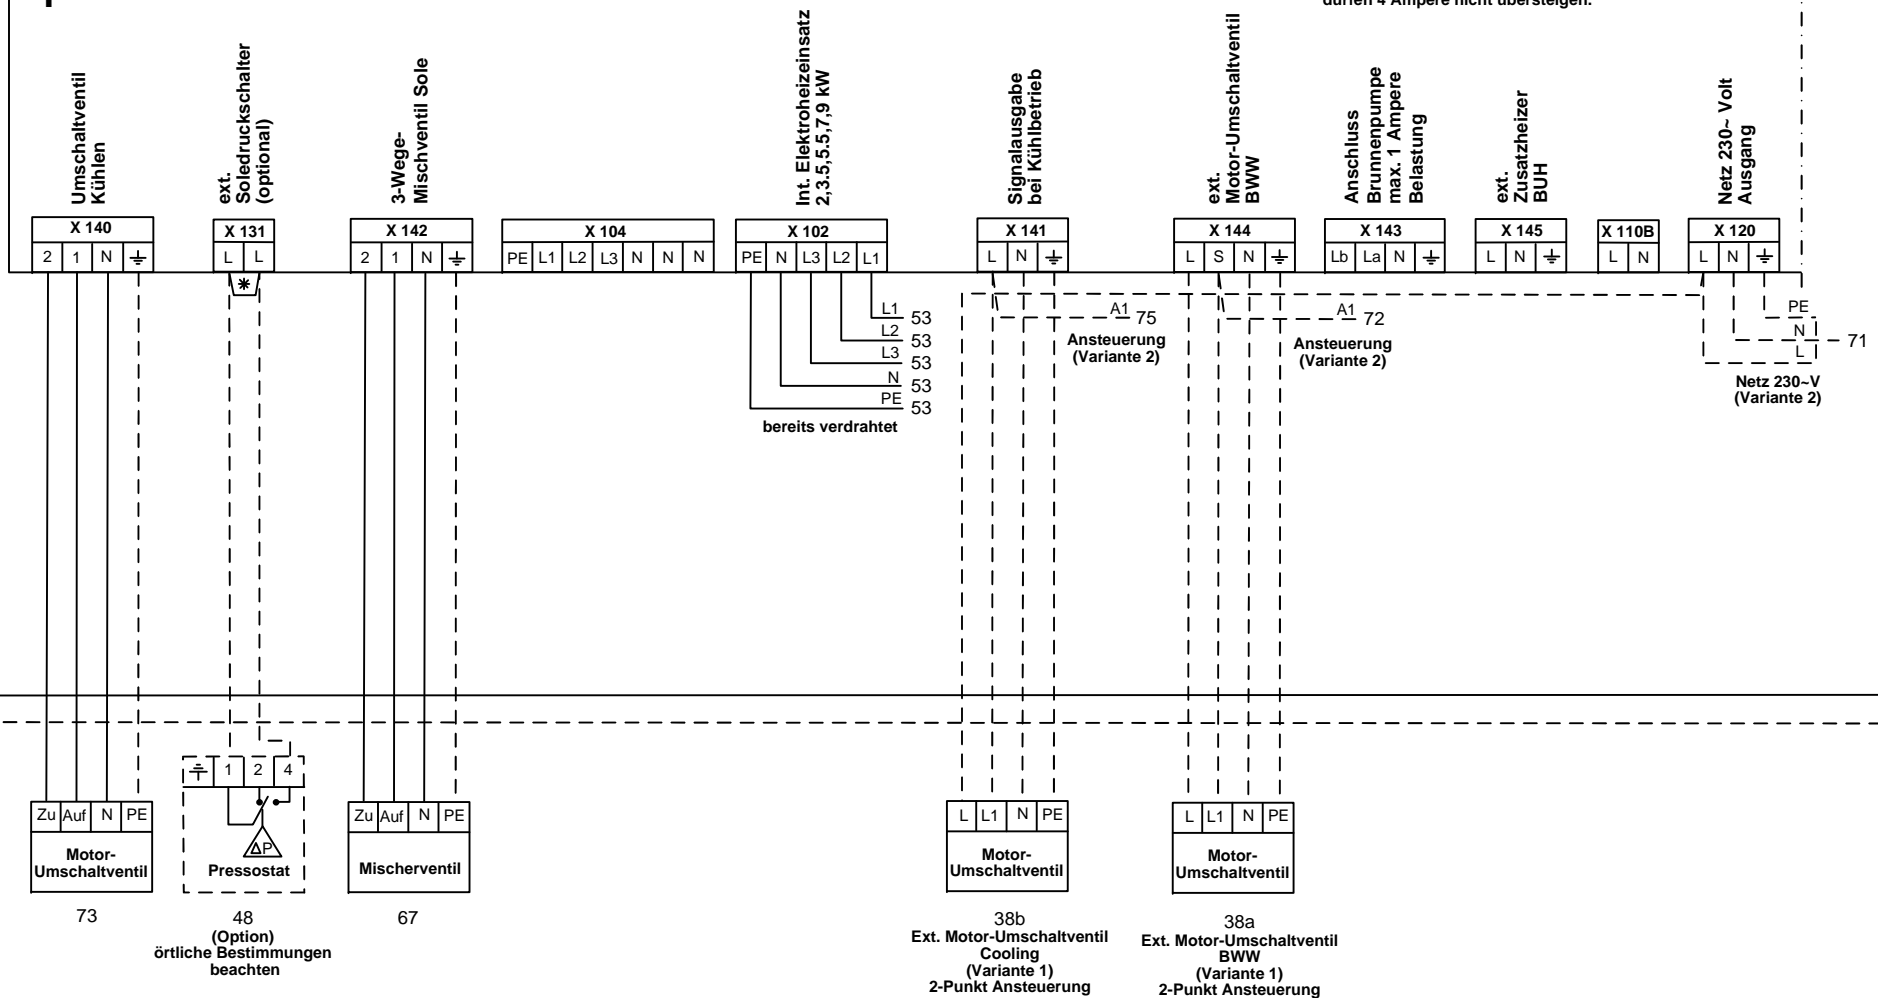 dürfen 4 Ampere nicht übersteigen.
Umschaltventil
Kühlen
ext.
Soledruckschalter
(optional)
3-Wege-
Mischventil Sole
Int. Elektroheizeinsatz
2,3.5,5.5,7,9 kW
Signalausgabe
bei Kühlbetrieb
ext.
Motor-Umschaltventil
BWW
Anschluss
Brunnenpumpe
max. 1 Ampere
Belastung
ext.
Zusatzheizer
BUH
Netz 230~ Volt
Ausgang
X 140
X 131
X 142
X 104
X 102
X 141
X 144
X 143
X 145
X 110B
X 120
2 1 N
L L
2 1 N
PE L1 L2 L3 N N N
PE N L3 L2 L1
L N
L S N
Lb La N
L N
L N
L N
*
L1 53
L2 53
L3 53
N 53
PE 53
bereits verdrahtet
A1 75
Ansteuerung
(Variante 2)
A1 72
Ansteuerung
(Variante 2)
PE
N 71
L
Netz 230~V
(Variante 2)
1 2 4
Zu Auf N PE
Motor-
Umschaltventil
73
ΔP
Pressostat
48
(Option)
örtliche Bestimmungen
beachten
Zu Auf N PE
Mischerventil
67
L L1 N PE
Motor-
Umschaltventil
38b
Ext. Motor-Umschaltventil
Cooling
(Variante 1)
2-Punkt Ansteuerung
L L1 N PE
Motor-
Umschaltventil
38a
Ext. Motor-Umschaltventil
BWW
(Variante 1)
2-Punkt Ansteuerung